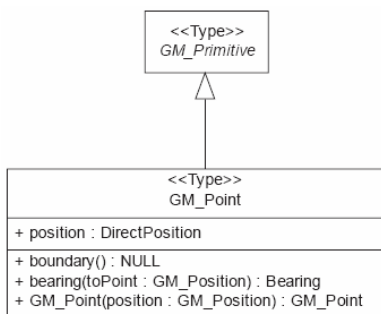 <<Type>>
GM_Primitive
<<Type>>
GM_Point
+ position : DirectPosition
+ boundary() : NULL
+ bearing(toPoint : GM_Position) : Bearing
+ GM_Point(position : GM_Position) : GM_Point